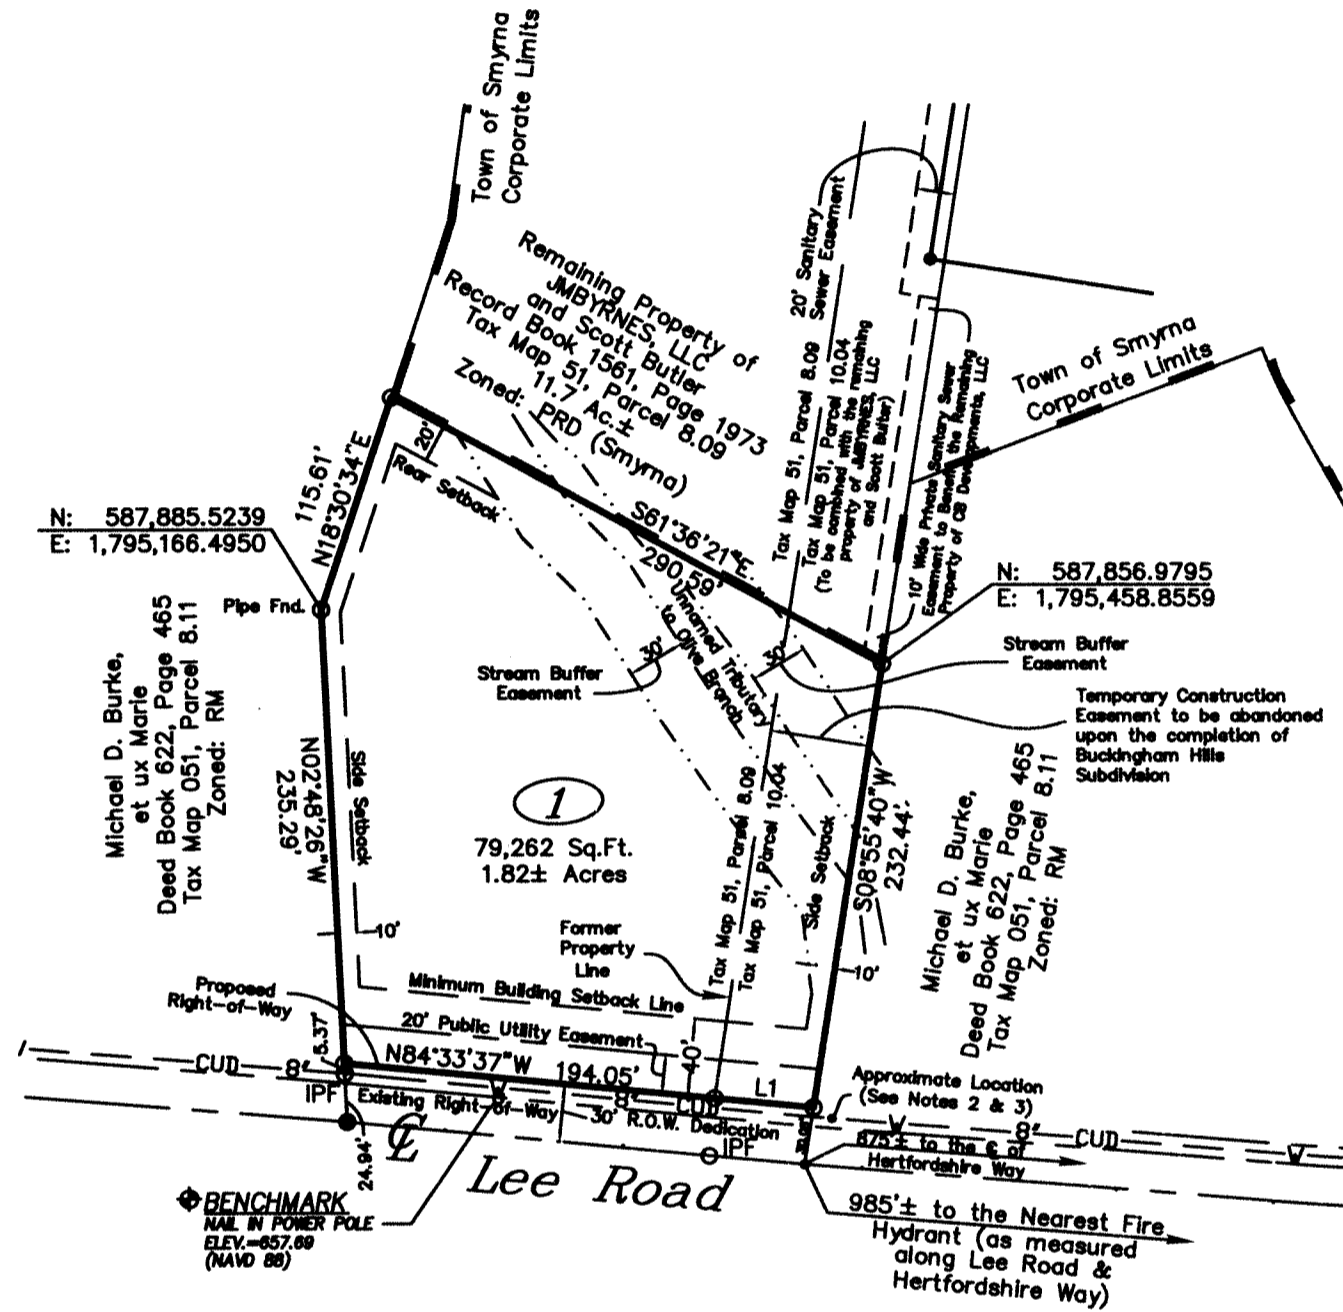 Town of Smyrna
Corporate Limits
Remaining Property of
JMBYRNES, LLC
and Scott Butler
Record Book 1561, Page 1973
Tax Map 51, Parcel 8.09
11.7 Ac.±
Zoned: PRD (Smyrna)
20' Sanitary
Sewer Easement
Tax Map 51, Parcel 8.09
Tax Map 51, Parcel 10.04
(To be combined with the remaining
property of JMBYRNES, LLC
and Scott Butler)
10' Wide Private Sanitary Sewer
Easement to Benefit the Remaining
Property of CB Developments, LLC
Town of Smyrna
Corporate Limits
115.61'
N18°30'34"E
20'
Rear Setback
S61°36'21"E
290.59'
N: 587,885.5239
E: 1,795,166.4950
Pipe Fnd.
N: 587,856.9795
E: 1,795,458.8559
Michael D. Burke,
et ux Marie
Deed Book 622, Page 465
Tax Map 051, Parcel 8.11
Zoned: RM
Stream Buffer
Easement
30'
Unnamed Tributary
to Olive Branch
30'
Stream Buffer
Easement
Temporary Construction
Easement to be abandoned
upon the completion of
Buckingham Hills
Subdivision
N02°48'26"W
235.29'
Side Setback
1
79,262 Sq.Ft.
1.82± Acres
Tax Map 51, Parsel 8.09
Tax Map 51, Parcel 10.04
Side Setback
S08°55'40"W
232.44'
Michael D. Burke,
et ux Marie
Deed Book 622, Page 465
Tax Map 051, Parcel 8.11
Zoned: RM
10'
Former
Property
Line
10'
Proposed
Right-of-Way
Minimum Building Setback Line
20' Public Utility Easement
40'
5.37'
N84°33'37"W
194.05'
L1
CUD
8'
IPF
Existing Right-of-Way
8'
CUD
30' R.O.W. Dedication
IPF
Approximate Location
(See Notes 2 & 3)
W
W
8'
CUD
W
875'± to the ℄ of
Hertfordshire Way
24.94'
℄
Lee Road
BENCHMARK
NAIL IN POWER POLE
ELEV.=657.69
(NAVD 88)
985'± to the Nearest Fire
Hydrant (as measured
along Lee Road &
Hertfordshire Way)